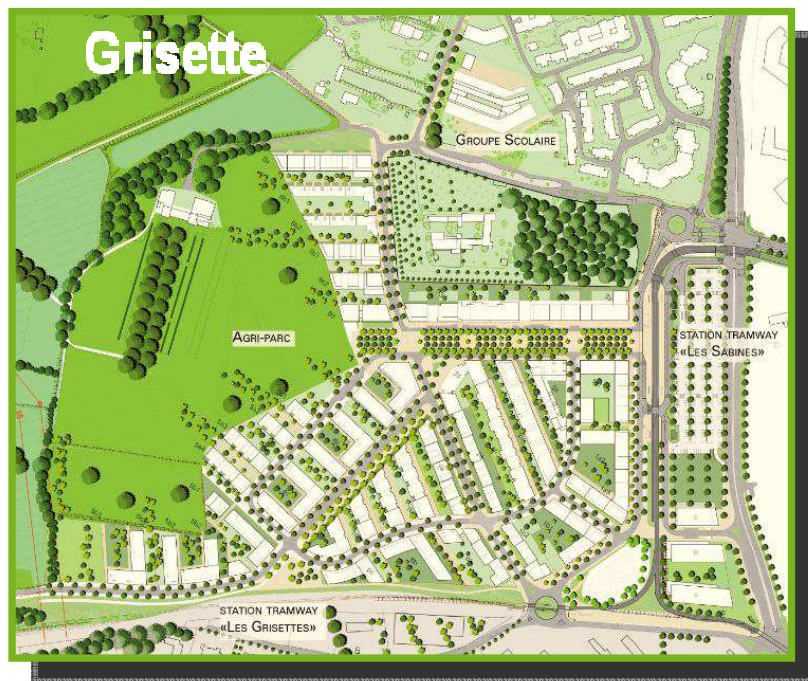 Grisette
GROUPE SCOLAIRE
AGRI-PARC
STATION TRAMWAY
«LES SABINES»
STATION TRAMWAY
«LES GRISETTES»